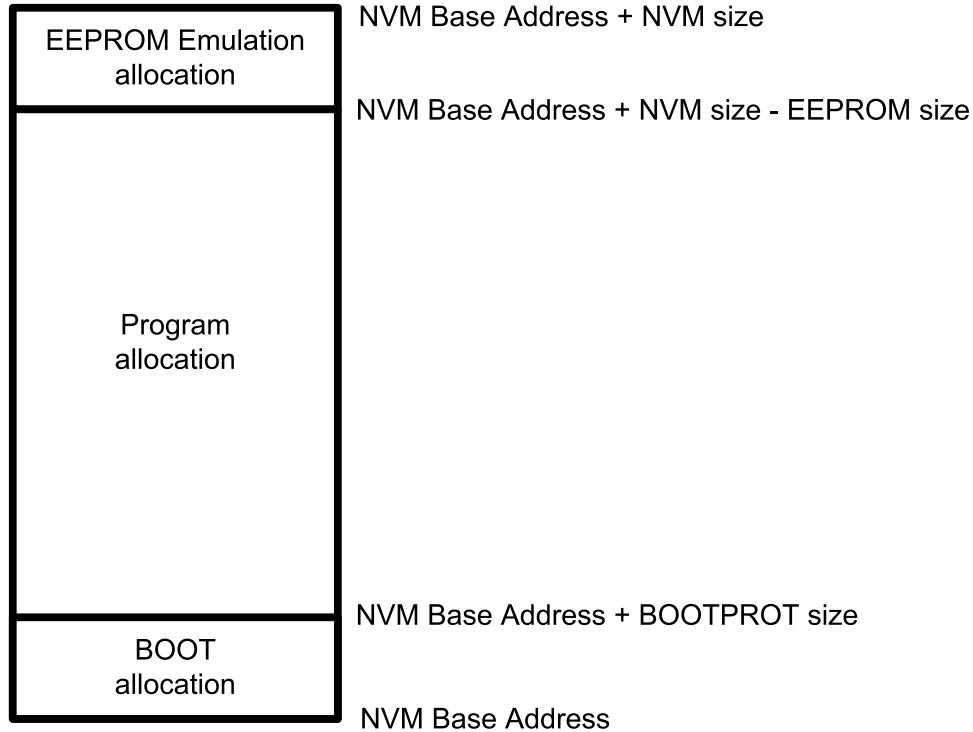 NVM Base Address + NVM size
EEPROM Emulation
allocation
NVM Base Address + NVM size - EEPROM size
Program
allocation
NVM Base Address + BOOTPROT size
BOOT
allocation
NVM Base Address